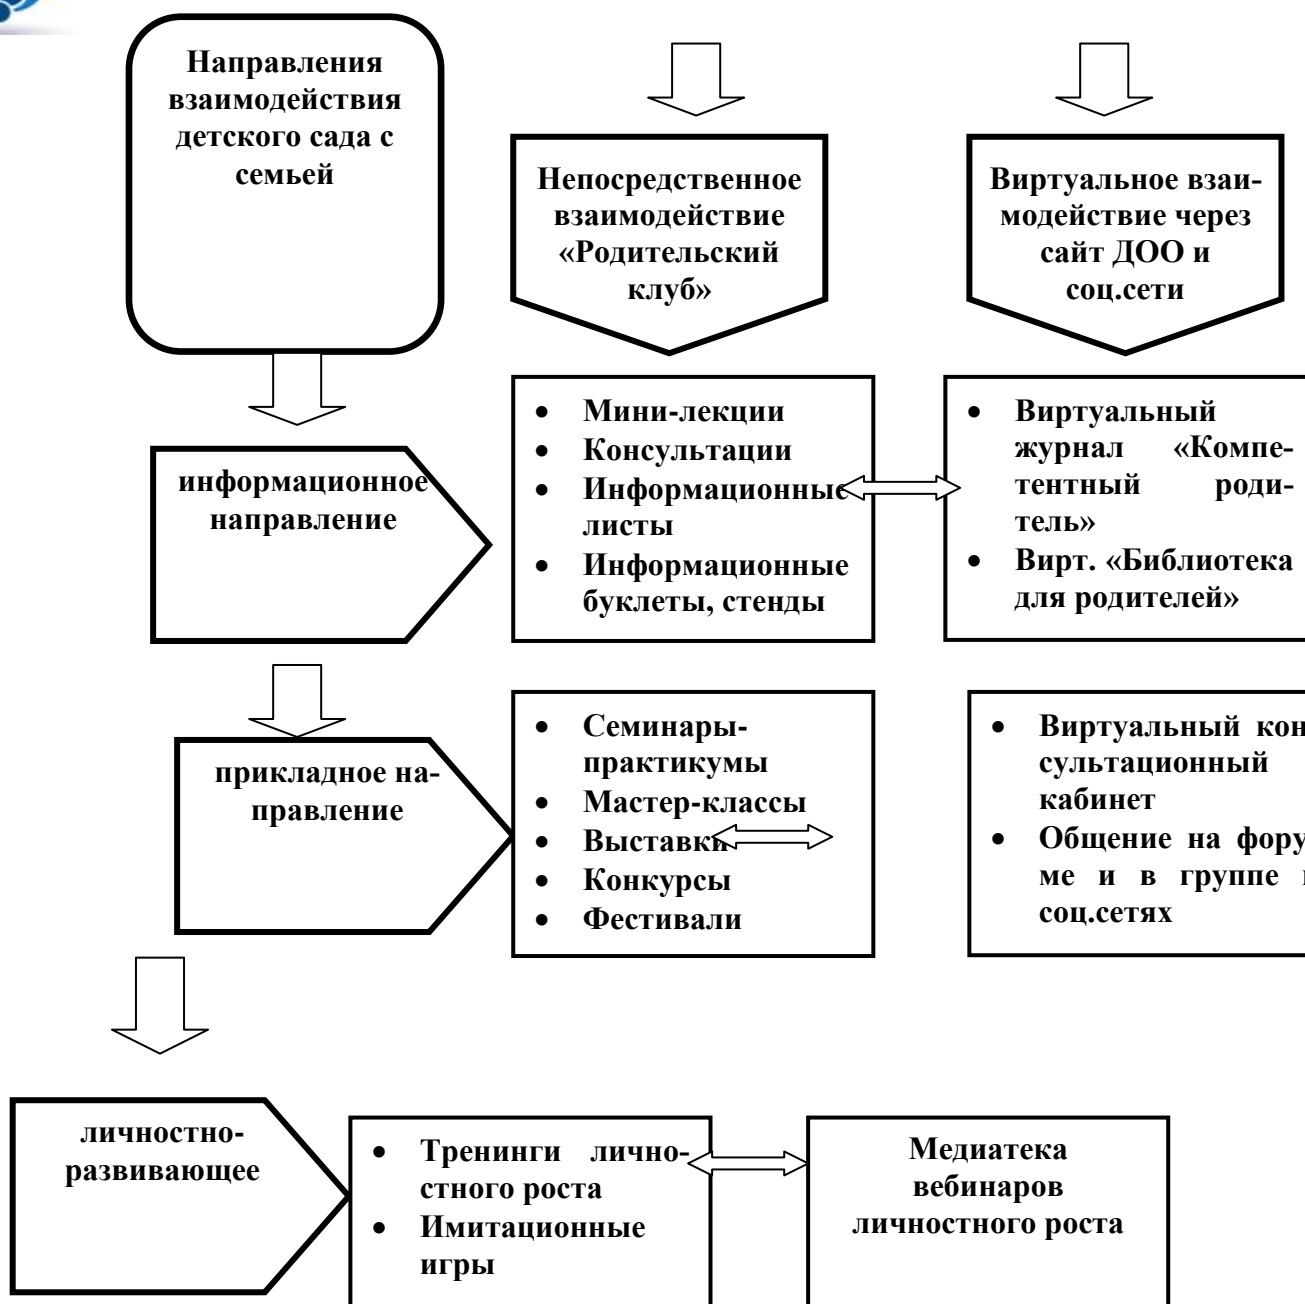 Направления
взаимодействия
детского сада с
семьей
Непосредственное
взаимодействие
«Родительский
клуб»
Виртуальное взаи-
модействие через
сайт ДОО и
соц.сети
информационное
направление
• Мини-лекции
• Консультации
• Информационные
листы
• Информационные
буклеты, стенды
• Виртуальный
журнал «Компе-
тентный роди-
тель»
• Вирт. «Библиотека
для родителей»
прикладное на-
правление
• Семинары-
практикумы
• Мастер-классы
• Выставки
• Конкурсы
• Фестивали
• Виртуальный кон
сультационный
кабинет
• Общение на фору
ме и в группе
соц.сетях
личностно-
развивающее
• Тренинги лично-
стного роста
• Имитационные
игры
Медиатека
вебинаров
личностного роста